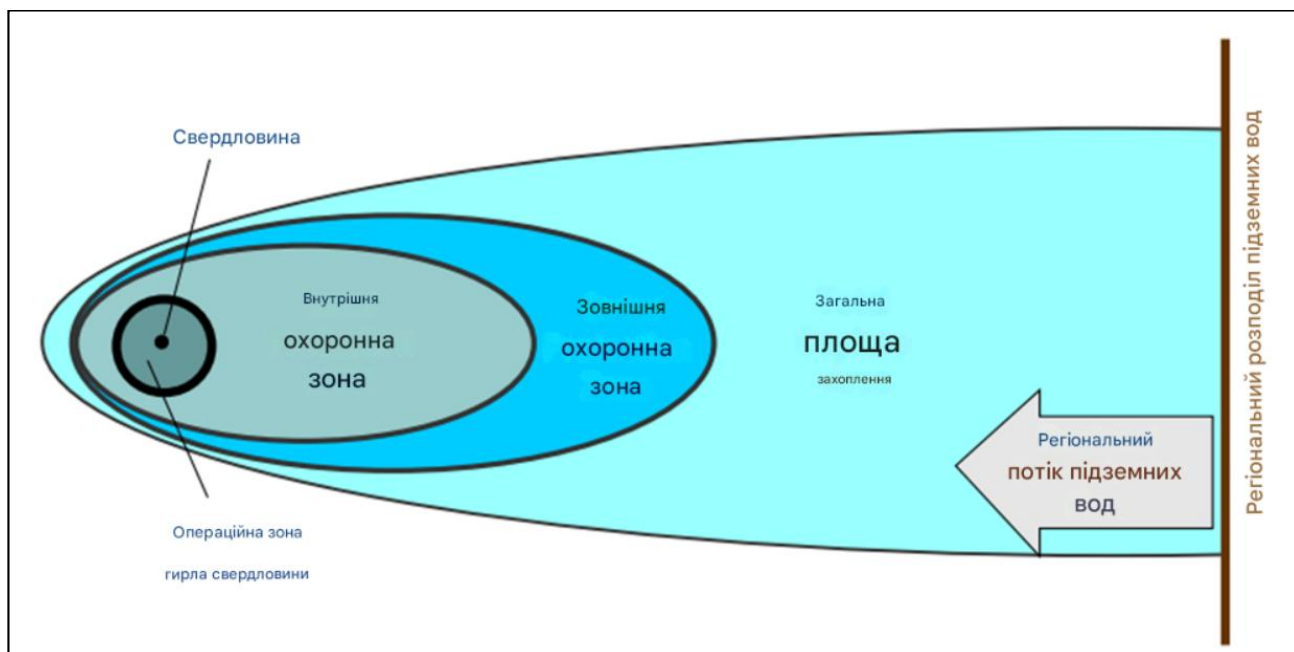 Свердловина
Внутрішня
охоронна
зона
Зовнішня
охоронна
зона
Загальна
площа
захоплення
Регіональний
потік підземних
вод
Операційна зона
гирла свердловини
Регіональний розподіл підземних вод